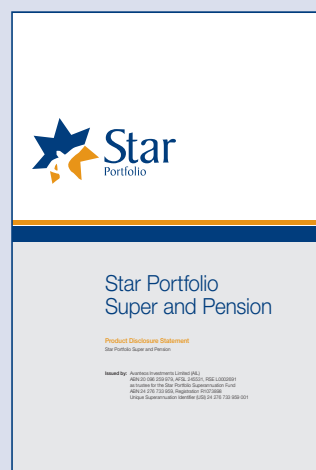 Star
Portfolio
Star Portfolio
Super and Pension
Product Disclosure Statement
Star Portfolio Super and Pension
Issued by: Avanteos Investments Limited (AIL)
ABN 20 096 259 979, AFSL 245531, RSE L0002691
as trustee for the Star Portfolio Superannuation Fund
ABN 24 276 733 959, Registration R1073898
Unique Superannuation Identifier (USI) 24 276 733 959 001